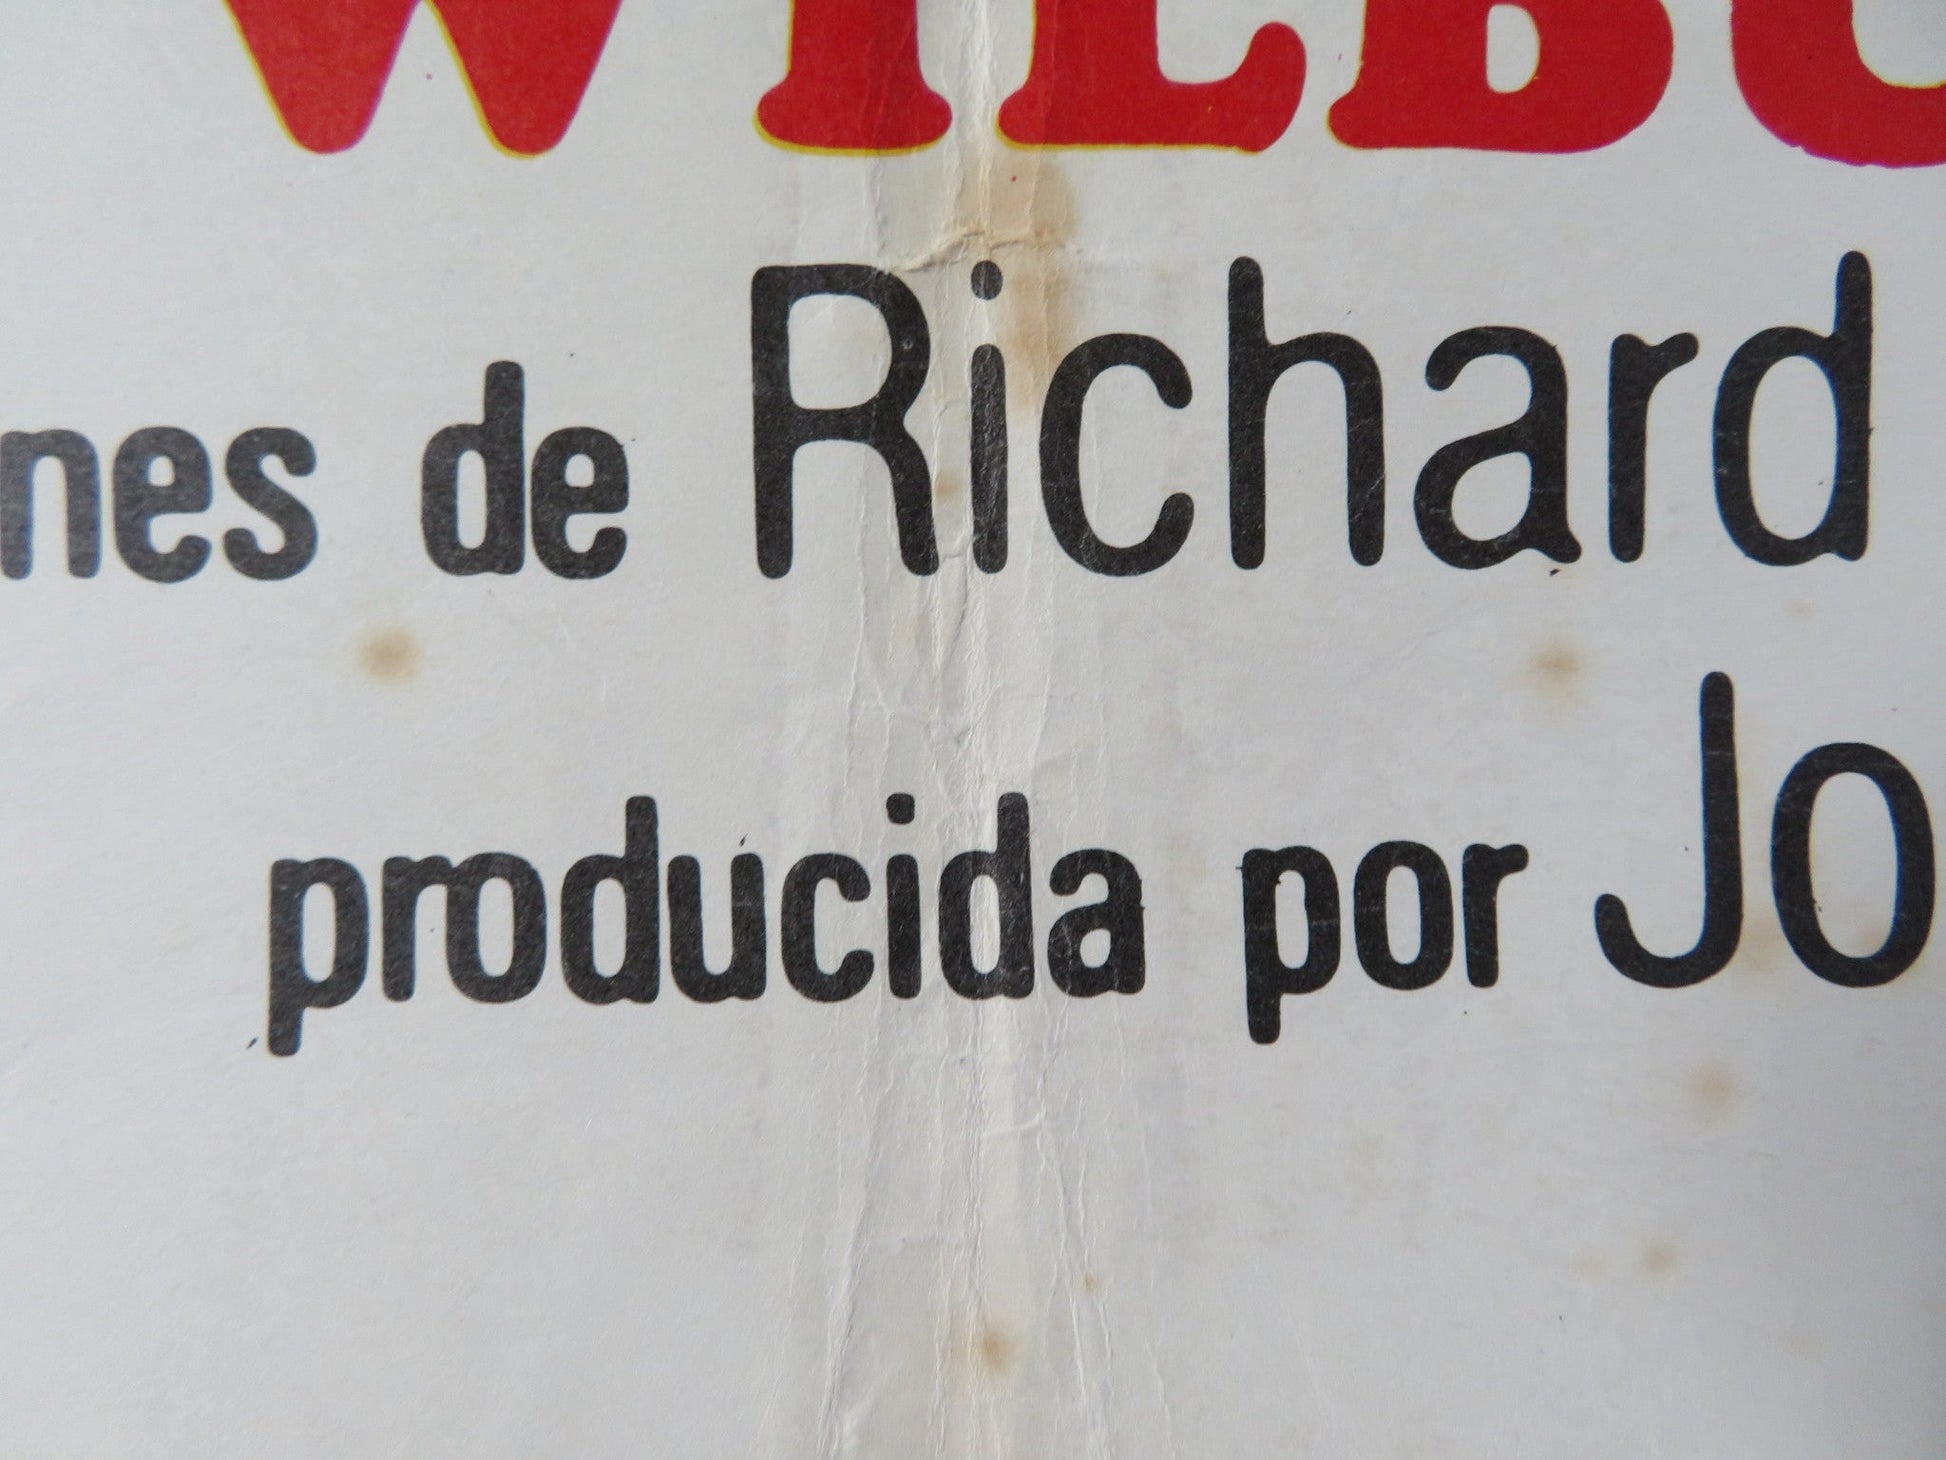 WILBU
nes de Richard
producida por Jo